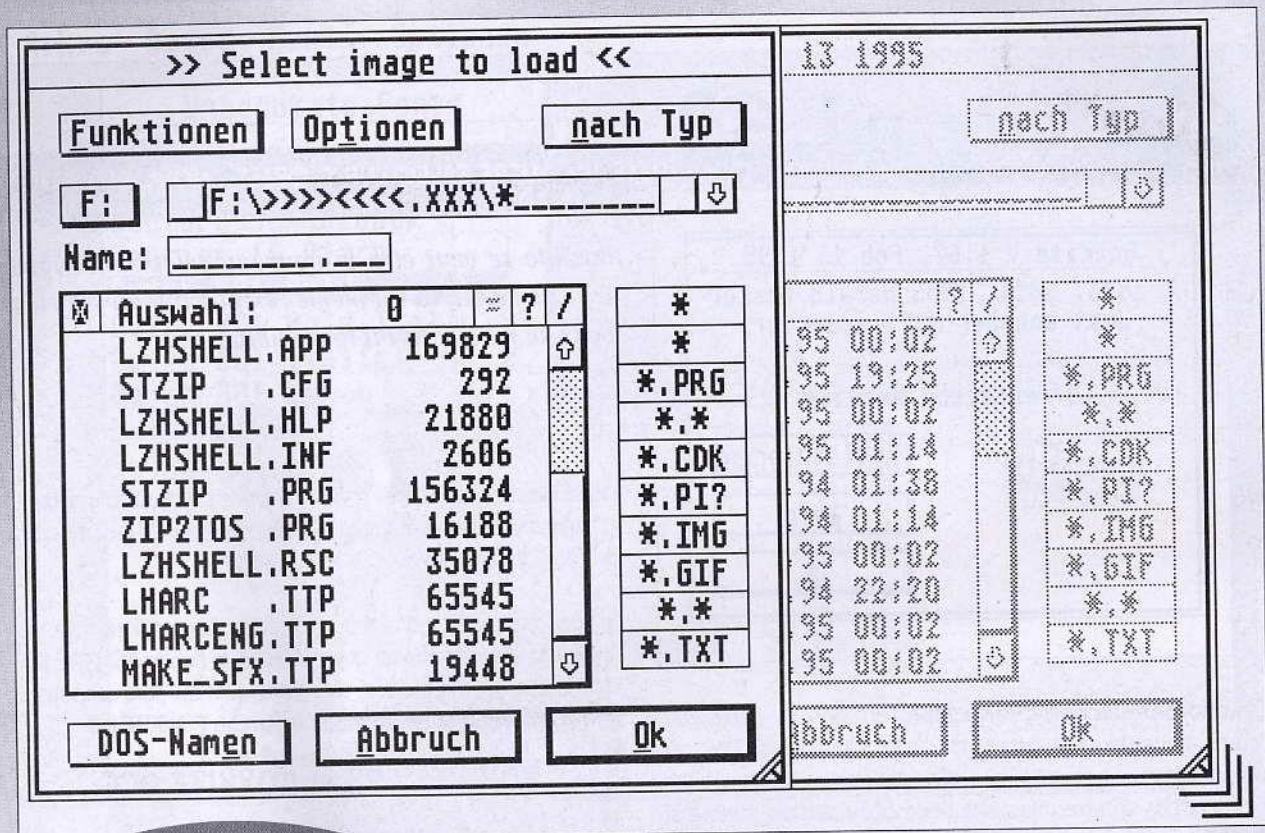 >> Select image to load <<
Funktionen Optionen nach Typ
F: F:\>>>><<<<.XXX\*________
Name: ________.___
Auswahl: 0 ? /
LZHSHELL.APP 169829
STZIP .CFG 292
LZHSHELL.HLP 21880
LZHSHELL.INF 2606
STZIP .PRG 156324
ZIP2TOS .PRG 16188
LZHSHELL.RSC 35078
LHARC .TTP 65545
LHARCENG.TTP 65545
MAKE_SFX.TTP 19448
*
*
*.PRG
*.*
*.CDK
*.PI?
*.IMG
*.GIF
*.*
*.TXT
DOS-Namen Abbruch Ok
13 1995
nach Typ
? /
95 00:02
95 19:25
95 00:02
95 01:14
94 01:38
94 01:14
95 00:02
94 22:20
95 00:02
95 00:02
*
*
*.PRG
*.*
*.CDK
*.PI?
*.IMG
*.GIF
*.*
*.TXT
Abbruch Ok